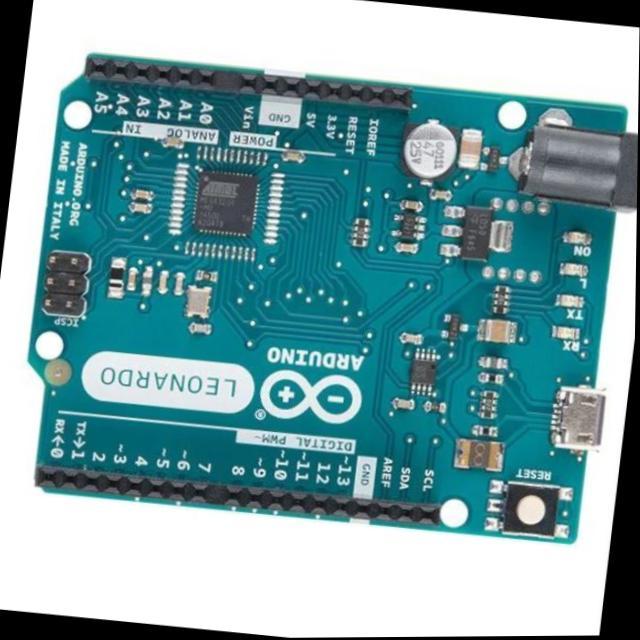 A5
A4
A3
A2
A1
A0
Vin
GND
5V
3.3V
RESET
IOREF
ANALOG IN
POWER
ARDUINO.ORG
MADE IN ITALY
ATMEL
47
25V
ICSP
ON
L
TX
RX
ARDUINO
LEONARDO
®
DIGITAL PWM~
RX←0
TX→1
2
~3
4
~5
~6
7
8
~9
~10
~11
12
~13
GND
AREF
SDA
SCL
RESET